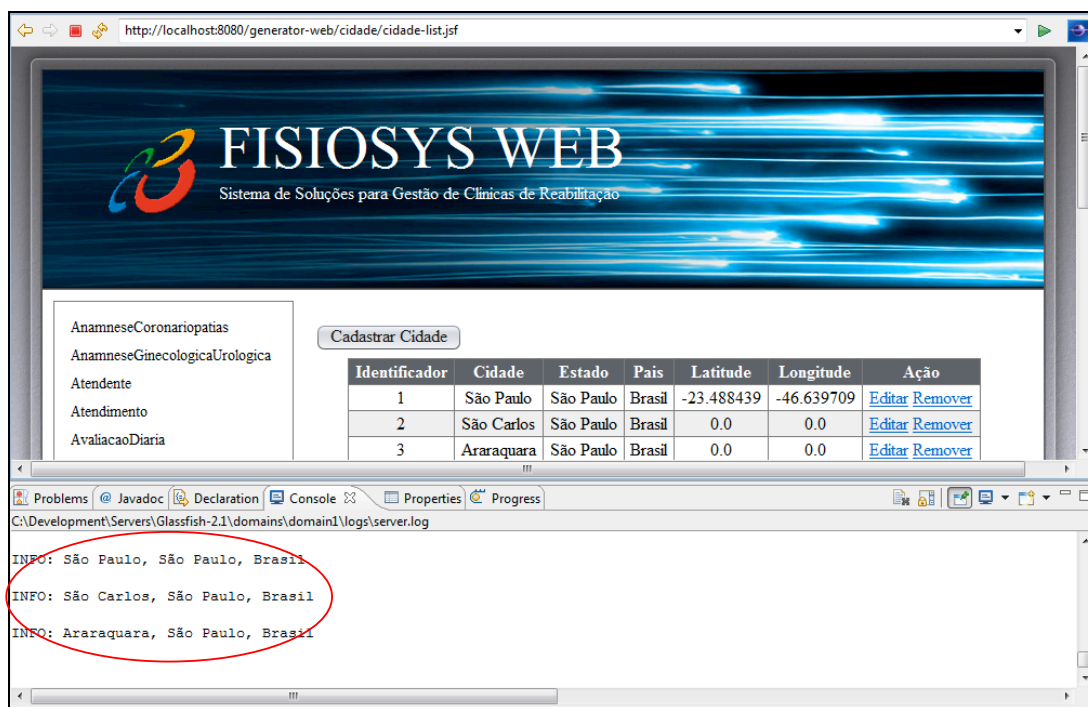 http://localhost:8080/generator-web/cidade/cidade-list.jsf
FISIOSYS WEB
Sistema de Soluções para Gestão de Clinicas de Reabilitação
AnamneseCoronariopatias
AnamneseGinecologicaUrologica
Atendente
Atendimento
AvaliacaoDiaria
Cadastrar Cidade
Identificador Cidade Estado Pais Latitude Longitude Ação
1 São Paulo São Paulo Brasil -23.488439 -46.639709 Editar Remover
2 São Carlos São Paulo Brasil 0.0 0.0 Editar Remover
3 Araraquara São Paulo Brasil 0.0 0.0 Editar Remover
Problems @ Javadoc Declaration Console Properties Progress
C:\Development\Servers\Glassfish-2.1\domains\domain1\logs\server.log
INFO: São Paulo, São Paulo, Brasil
INFO: São Carlos, São Paulo, Brasil
INFO: Araraquara, São Paulo, Brasil